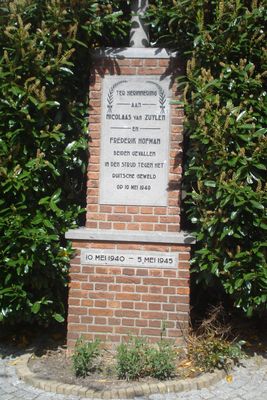 TER HERINNERING
AAN
NICOLAAS VAN ZUYLEN
EN
FREDERIK HOFMAN
BEIDEN GEVALLEN
IN DEN STRIJD TEGEN HET
DUITSCHE GEWELD
OP 10 MEI 1940
10 MEI 1940 - 5 MEI 1945